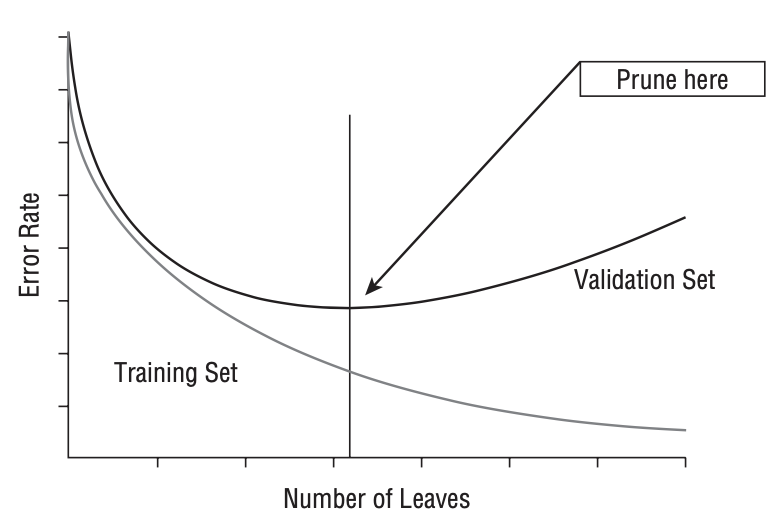 Prune here
Error Rate
Validation Set
Training Set
Number of Leaves